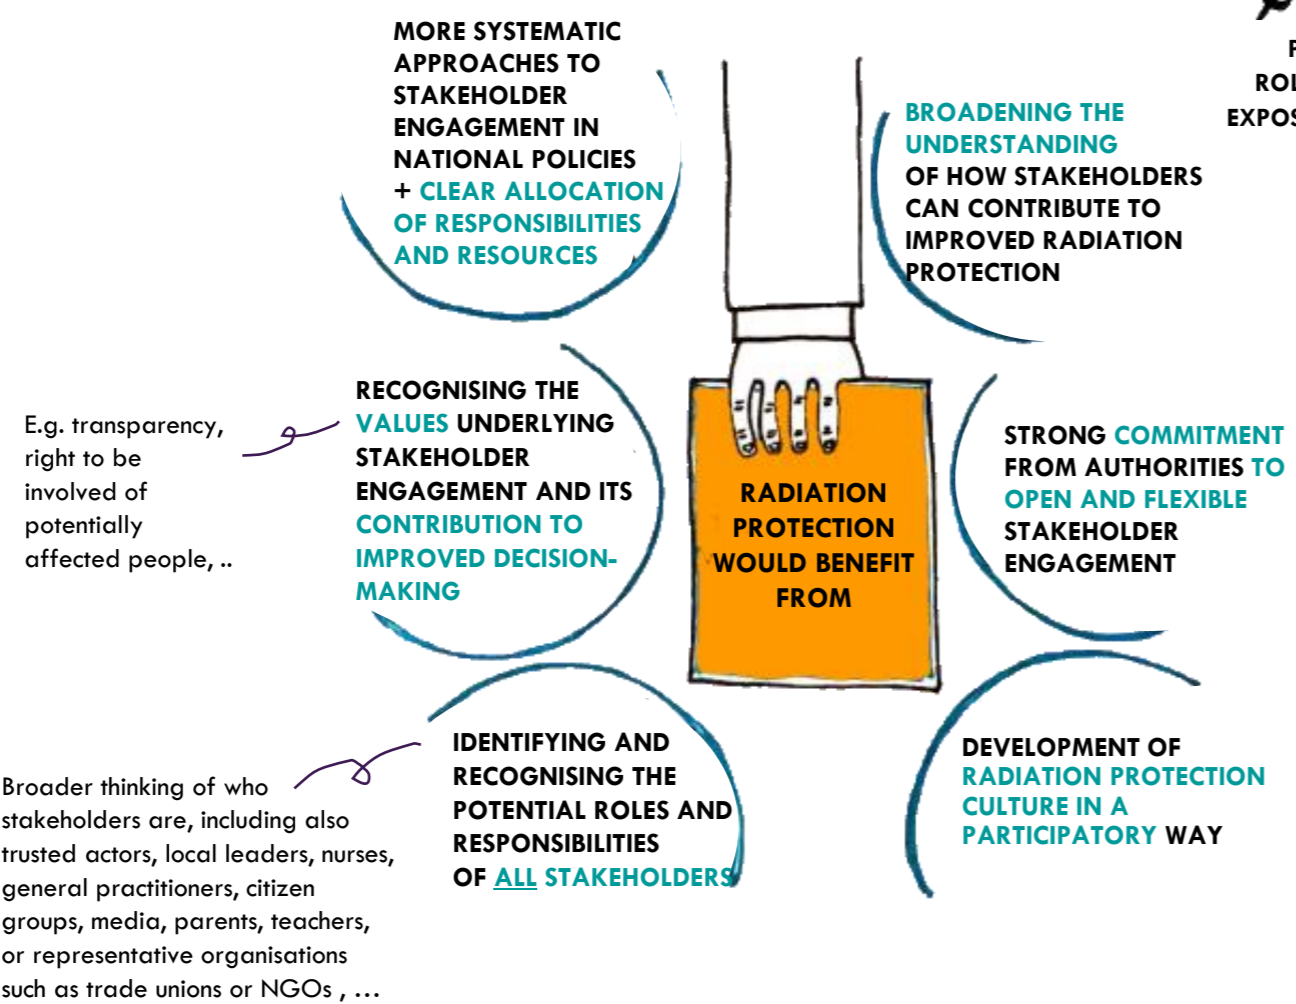 MORE SYSTEMATIC
APPROACHES TO
STAKEHOLDER
ENGAGEMENT IN
NATIONAL POLICIES
+ CLEAR ALLOCATION
OF RESPONSIBILITIES
AND RESOURCES
BROADENING THE
UNDERSTANDING
OF HOW STAKEHOLDERS
CAN CONTRIBUTE TO
IMPROVED RADIATION
PROTECTION
E.g. transparency,
right to be
involved of
potentially
affected people, ..
RECOGNISING THE
VALUES UNDERLYING
STAKEHOLDER
ENGAGEMENT AND ITS
CONTRIBUTION TO
IMPROVED DECISION-
MAKING
RADIATION
PROTECTION
WOULD BENEFIT
FROM
STRONG COMMITMENT
FROM AUTHORITIES TO
OPEN AND FLEXIBLE
STAKEHOLDER
ENGAGEMENT
Broader thinking of who
stakeholders are, including also
trusted actors, local leaders, nurses,
general practitioners, citizen
groups, media, parents, teachers,
or representative organisations
such as trade unions or NGOs , ...
IDENTIFYING AND
RECOGNISING THE
POTENTIAL ROLES AND
RESPONSIBILITIES
OF ALL STAKEHOLDERS
DEVELOPMENT OF
RADIATION PROTECTION
CULTURE IN A
PARTICIPATORY WAY